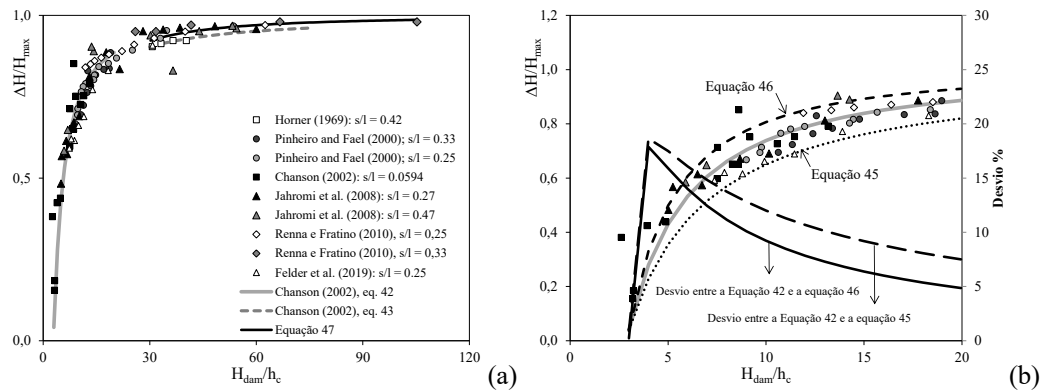 1,0
0,5
0,0
ΔH/Hmax
0
30
60
90
120
Hdam/hc
(a)
Horner (1969); s/l = 0.42
Pinheiro and Fael (2000); s/l = 0.33
Pinheiro and Fael (2000); s/l = 0.25
Chanson (2002): s/l = 0.0594
Jahromi et al. (2008): s/l = 0.27
Jahromi et al. (2008): s/l = 0.47
Renna e Fratino (2010), s/l = 0,25
Renna e Fratino (2010), s/l = 0,33
Felder et al. (2019): s/l = 0.25
Chanson (2002), eq. 42
Chanson (2002), eq. 43
Equação 47
1,2
1,0
0,8
0,6
0,4
0,2
0,0
ΔH/Hmax
30
25
20
15
10
5
0
Desvio %
Equação 46
Equação 45
Desvio entre a Equação 42 e a equação 46
Desvio entre a Equação 42 e a equação 45
0
5
10
15
20
Hdam/hc
(b)